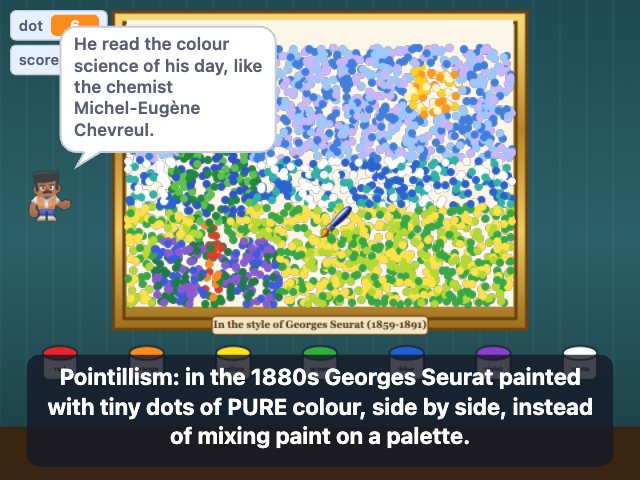 dot 6
score
He read the colour
science of his day, like
the chemist
Michel-Eugène
Chevreul.
In the style of Georges Seurat (1859-1891)
Pointillism: in the 1880s Georges Seurat painted
with tiny dots of PURE colour, side by side, instead
of mixing paint on a palette.